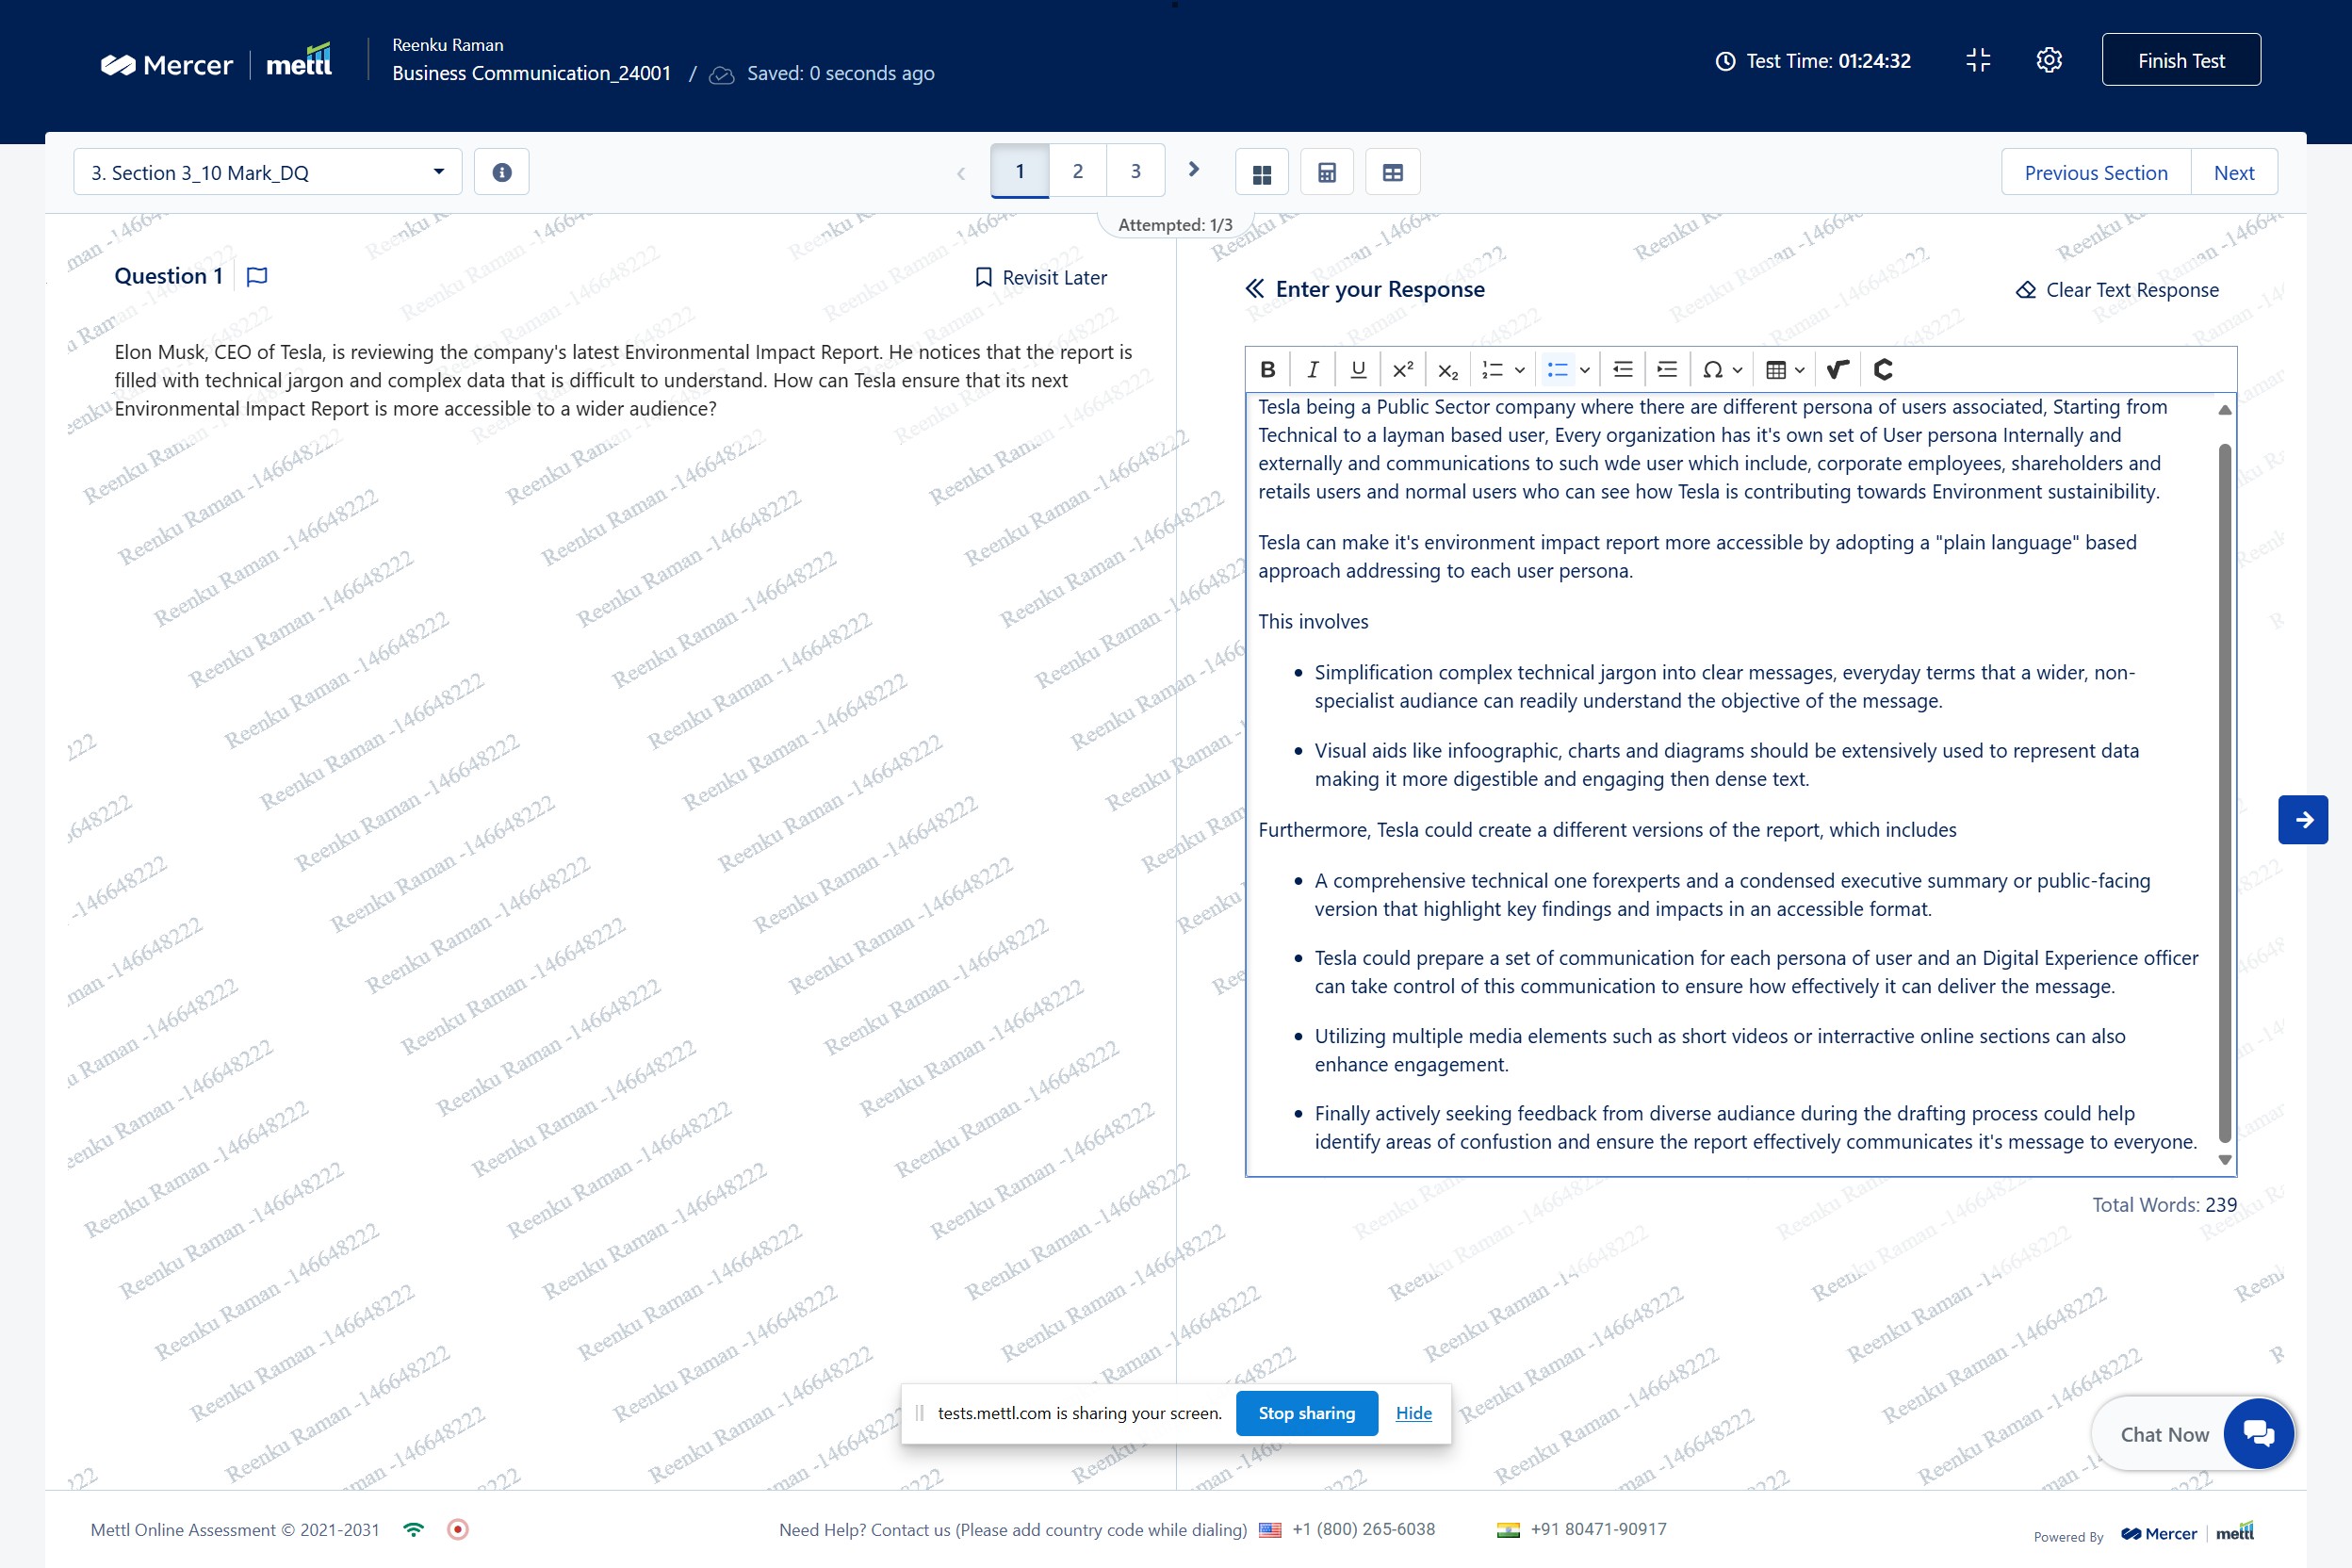 Mercer | mettl
Reenku Raman
Business Communication_24001 / Saved: 0 seconds ago
Test Time: 01:24:32
Finish Test
3. Section 3_10 Mark_DQ
1 2 3
Previous Section Next
Attempted: 1/3
Question 1
Revisit Later
Elon Musk, CEO of Tesla, is reviewing the company's latest Environmental Impact Report. He notices that the report is
filled with technical jargon and complex data that is difficult to understand. How can Tesla ensure that its next
Environmental Impact Report is more accessible to a wider audience?
Enter your Response
Clear Text Response
Tesla being a Public Sector company where there are different persona of users associated, Starting from
Technical to a layman based user, Every organization has it's own set of User persona Internally and
externally and communications to such wde user which include, corporate employees, shareholders and
retails users and normal users who can see how Tesla is contributing towards Environment sustainibility.
Tesla can make it's environment impact report more accessible by adopting a "plain language" based
approach addressing to each user persona.
This involves
• Simplification complex technical jargon into clear messages, everyday terms that a wider, non-
specialist audiance can readily understand the objective of the message.
• Visual aids like infoographic, charts and diagrams should be extensively used to represent data
making it more digestible and engaging then dense text.
Furthermore, Tesla could create a different versions of the report, which includes
• A comprehensive technical one forexperts and a condensed executive summary or public-facing
version that highlight key findings and impacts in an accessible format.
• Tesla could prepare a set of communication for each persona of user and an Digital Experience officer
can take control of this communication to ensure how effectively it can deliver the message.
• Utilizing multiple media elements such as short videos or interractive online sections can also
enhance engagement.
• Finally actively seeking feedback from diverse audiance during the drafting process could help
identify areas of confustion and ensure the report effectively communicates it's message to everyone.
Total Words: 239
Reenku Raman -146648222
tests.mettl.com is sharing your screen. Stop sharing Hide
Chat Now
Mettl Online Assessment © 2021-2031
Need Help? Contact us (Please add country code while dialing) +1 (800) 265-6038 +91 80471-90917
Powered By Mercer | mettl